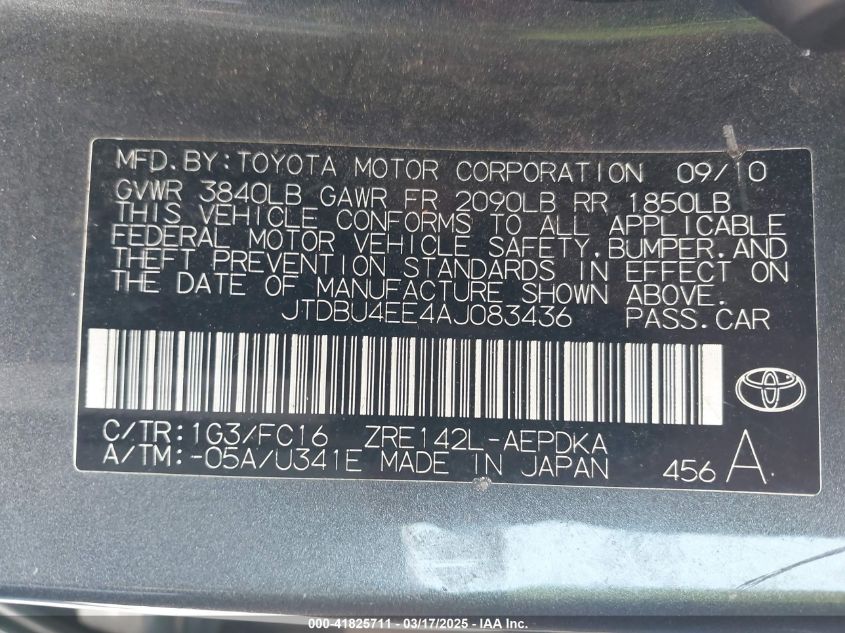 MFD.BY:TOYOTA MOTOR CORPORATION 09/10
GVWR 3840LB GAWR FR 2090LB RR 1850LB
THIS VEHICLE CONFORMS TO ALL APPLICABLE
FEDERAL MOTOR VEHICLE SAFETY,BUMPER,AND
THEFT PREVENTION STANDARDS IN EFFECT ON
THE DATE OF MANUFACTURE SHOWN ABOVE.
JTDBU4EE4AJ083436 PASS.CAR
C/TR:1G3/FC16 ZRE142L-AEPDKA
A/TM:-05A/U341E MADE IN JAPAN 456 A.
000-41825711 - 03/17/2025 - IAA Inc.